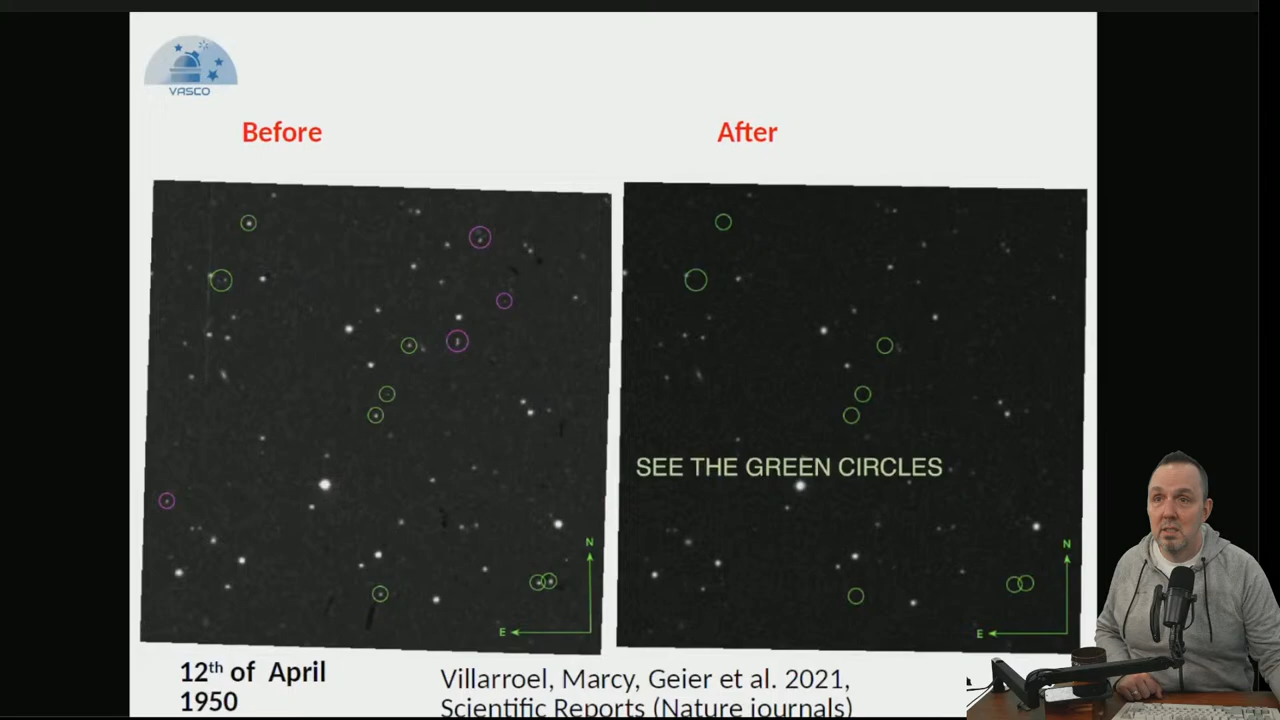 VASCO
Before
After
SEE THE GREEN CIRCLES
N
E
N
E
12th of April
1950
Villarroel, Marcy, Geier et al. 2021,
Scientific Reports (Nature journals)